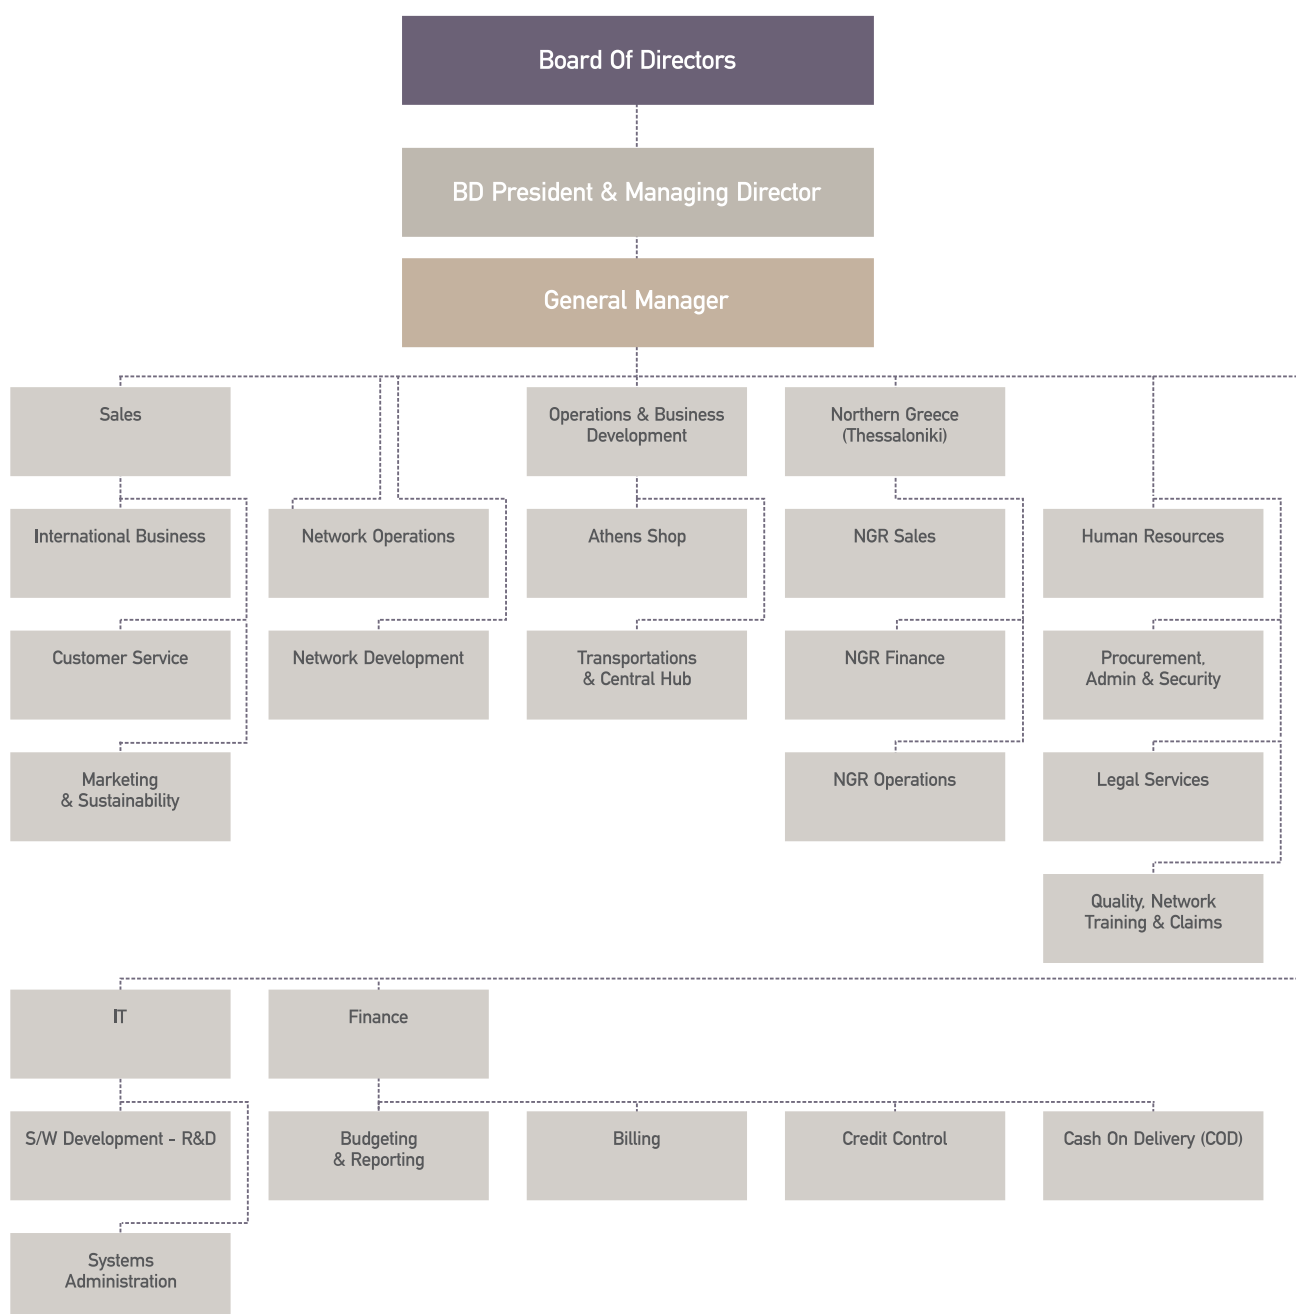 Board Of Directors
BD President & Managing Director
General Manager
Sales
Operations & Business
Development
Northern Greece
(Thessaloniki)
International Business
Network Operations
Athens Shop
NGR Sales
Human Resources
Customer Service
Network Development
Transportations
& Central Hub
NGR Finance
Procurement,
Admin & Security
Marketing
& Sustainability
NGR Operations
Legal Services
Quality, Network
Training & Claims
IT
Finance
S/W Development - R&D
Budgeting
& Reporting
Billing
Credit Control
Cash On Delivery (COD)
Systems
Administration